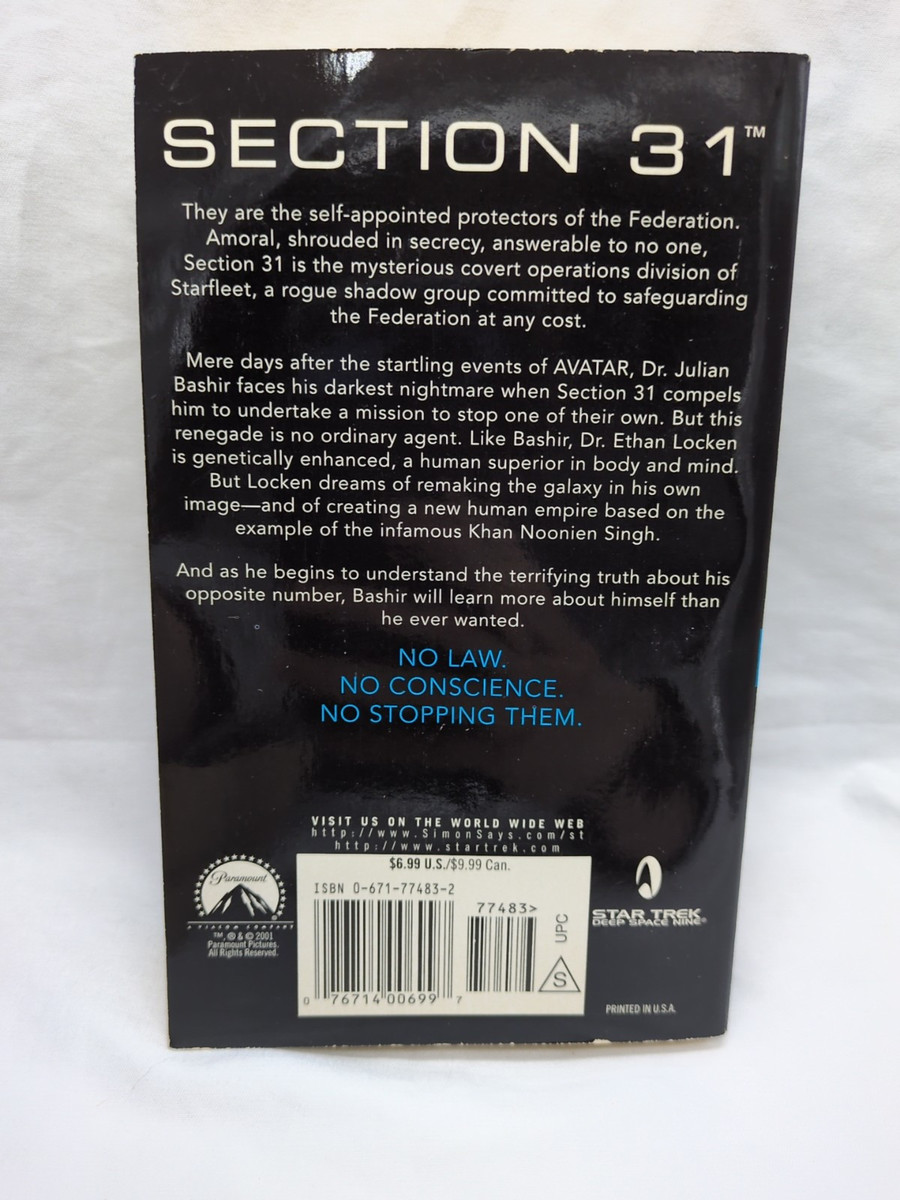 SECTION 31™
They are the self-appointed protectors of the Federation.
Amoral, shrouded in secrecy, answerable to no one,
Section 31 is the mysterious covert operations division of
Starfleet, a rogue shadow group committed to safeguarding
the Federation at any cost.
Mere days after the startling events of AVATAR, Dr. Julian
Bashir faces his darkest nightmare when Section 31 compels
him to undertake a mission to stop one of their own. But this
renegade is no ordinary agent. Like Bashir, Dr. Ethan Locken
is genetically enhanced, a human superior in body and mind.
But Locken dreams of remaking the galaxy in his own
image—and of creating a new human empire based on the
example of the infamous Khan Noonien Singh.
And as he begins to understand the terrifying truth about his
opposite number, Bashir will learn more about himself than
he ever wanted.
NO LAW.
NO CONSCIENCE.
NO STOPPING THEM.
VISIT US ON THE WORLD WIDE WEB
http://www.SimonSays.com/st
http://www.startrek.com
$6.99 U.S./$9.99 Can.
ISBN 0-671-77483-2
77483>
UPC
S
0 76714 00699 7
Paramount
™, ® & © 2001
Paramount Pictures.
All Rights Reserved.
STAR TREK
DEEP SPACE NINE®
PRINTED IN U.S.A.